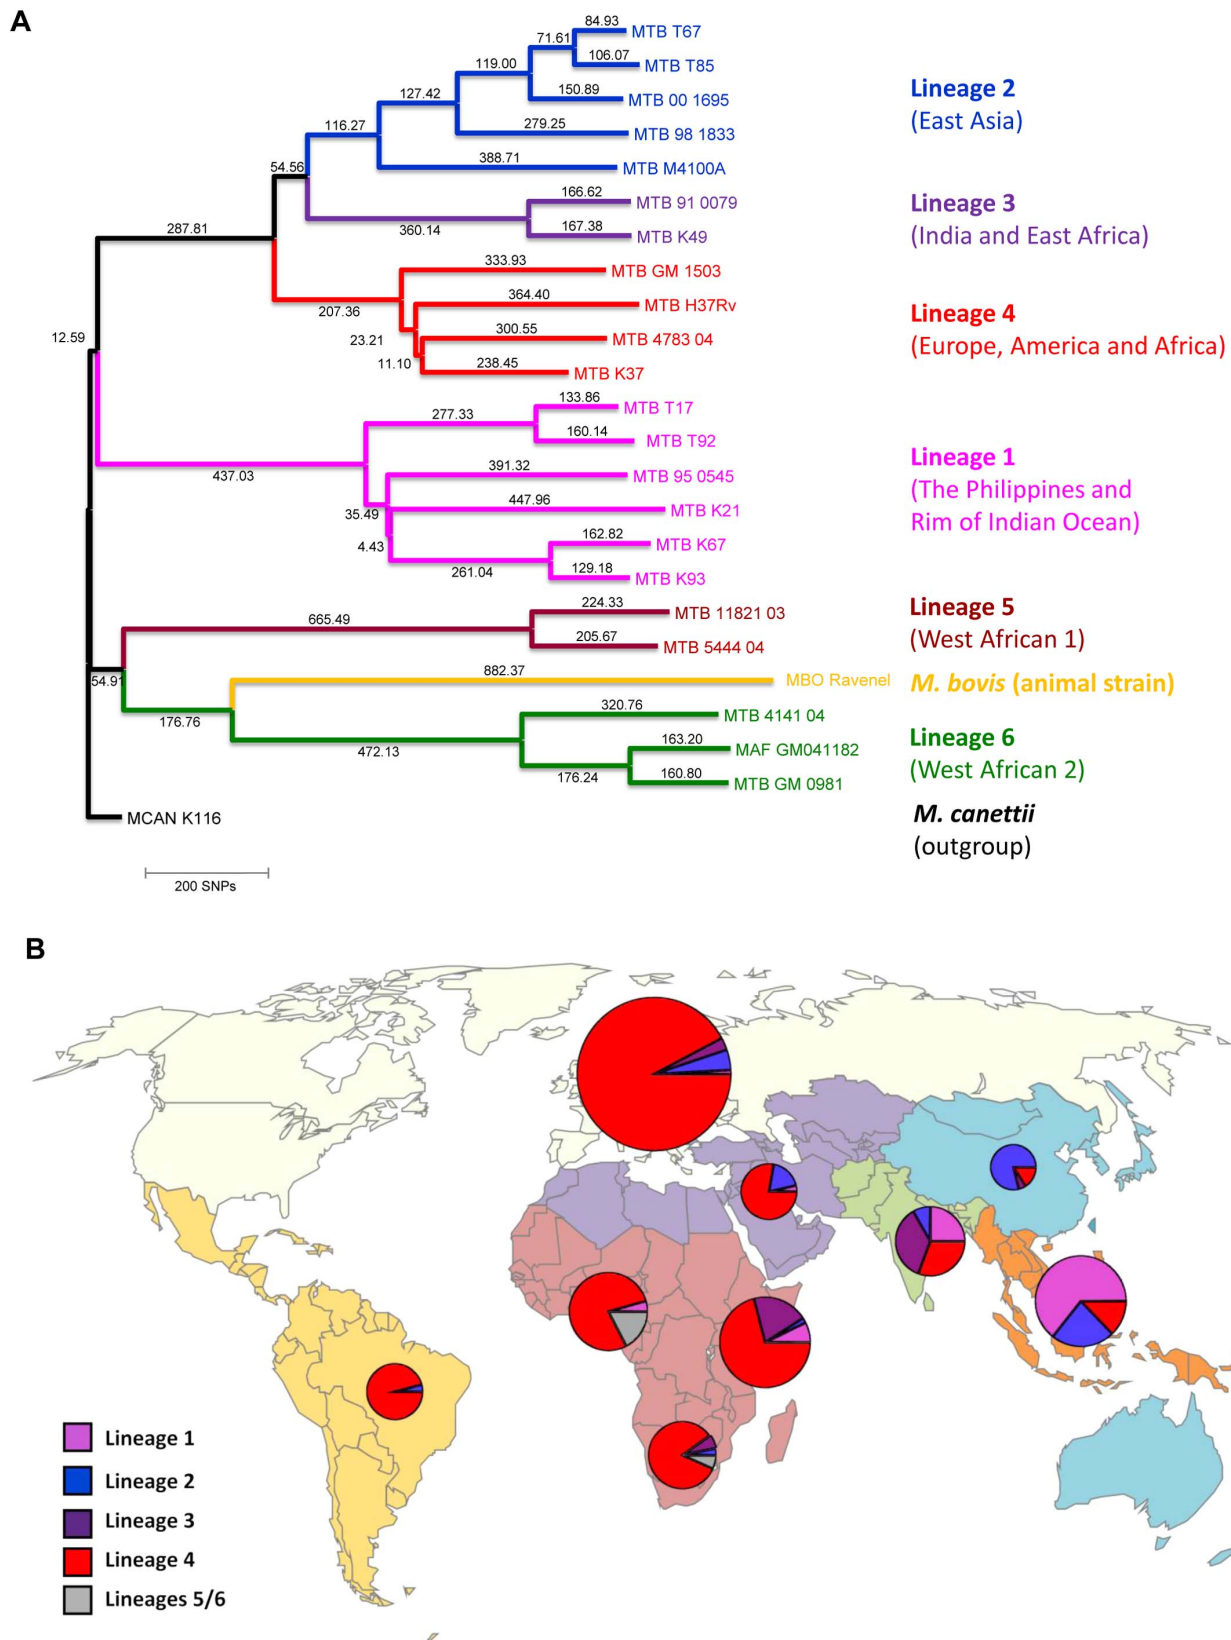 A
84.93
MTB T67
71.61
106.07
MTB T85
119.00
150.89
MTB 00 1695
127.42
279.25
MTB 98 1833
116.27
388.71
MTB M4100A
54.56
166.62
MTB 91 0079
360.14
167.38
MTB K49
287.81
333.93
MTB GM 1503
207.36
364.40
MTB H37Rv
23.21
300.55
MTB 4783 04
11.10
238.45
MTB K37
12.59
133.86
MTB T17
277.33
160.14
MTB T92
437.03
391.32
MTB 95 0545
35.49
447.96
MTB K21
4.43
162.82
MTB K67
261.04
129.18
MTB K93
224.33
MTB 11821 03
665.49
205.67
MTB 5444 04
54.91
882.37
MBO Ravenel
176.76
320.76
MTB 4141 04
472.13
163.20
MAF GM041182
176.24
160.80
MTB GM 0981
MCAN K116
200 SNPs
Lineage 2
(East Asia)
Lineage 3
(India and East Africa)
Lineage 4
(Europe, America and Africa)
Lineage 1
(The Philippines and
Rim of Indian Ocean)
Lineage 5
(West African 1)
M. bovis (animal strain)
Lineage 6
(West African 2)
M. canettii
(outgroup)
B
Lineage 1
Lineage 2
Lineage 3
Lineage 4
Lineages 5/6